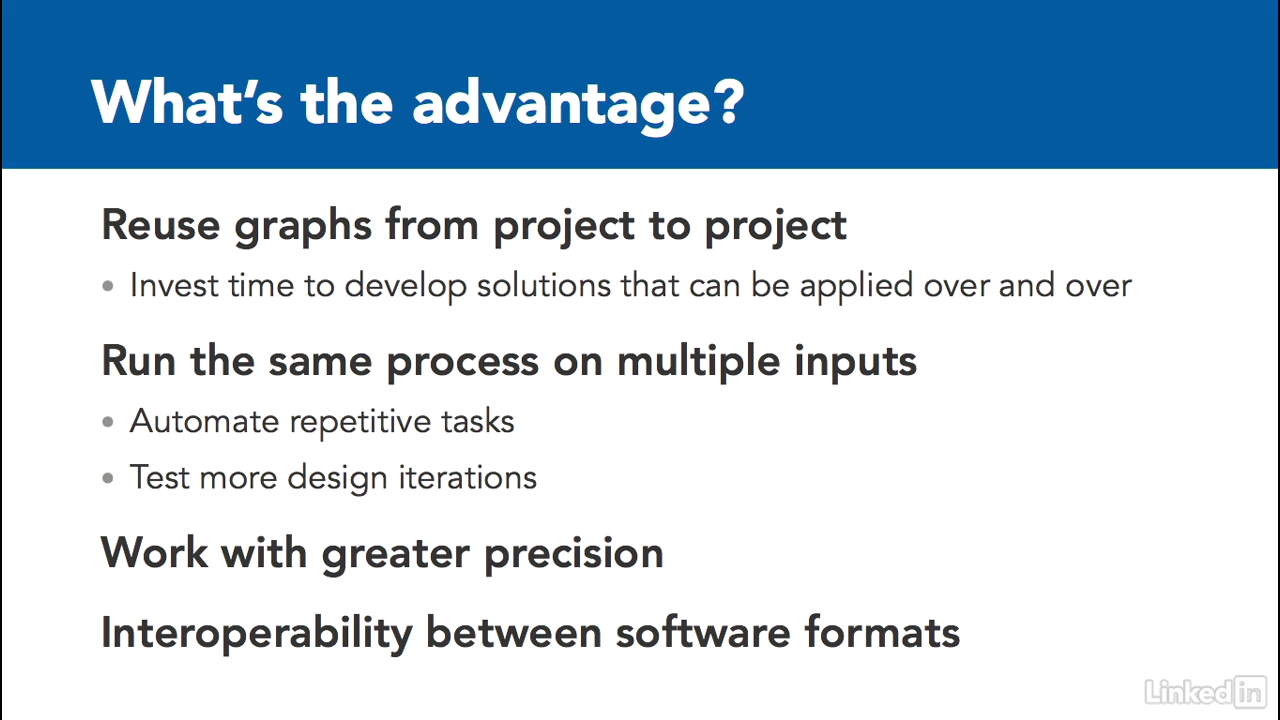 What's the advantage?
Reuse graphs from project to project
• Invest time to develop solutions that can be applied over and over
Run the same process on multiple inputs
• Automate repetitive tasks
• Test more design iterations
Work with greater precision
Interoperability between software formats
Linked in